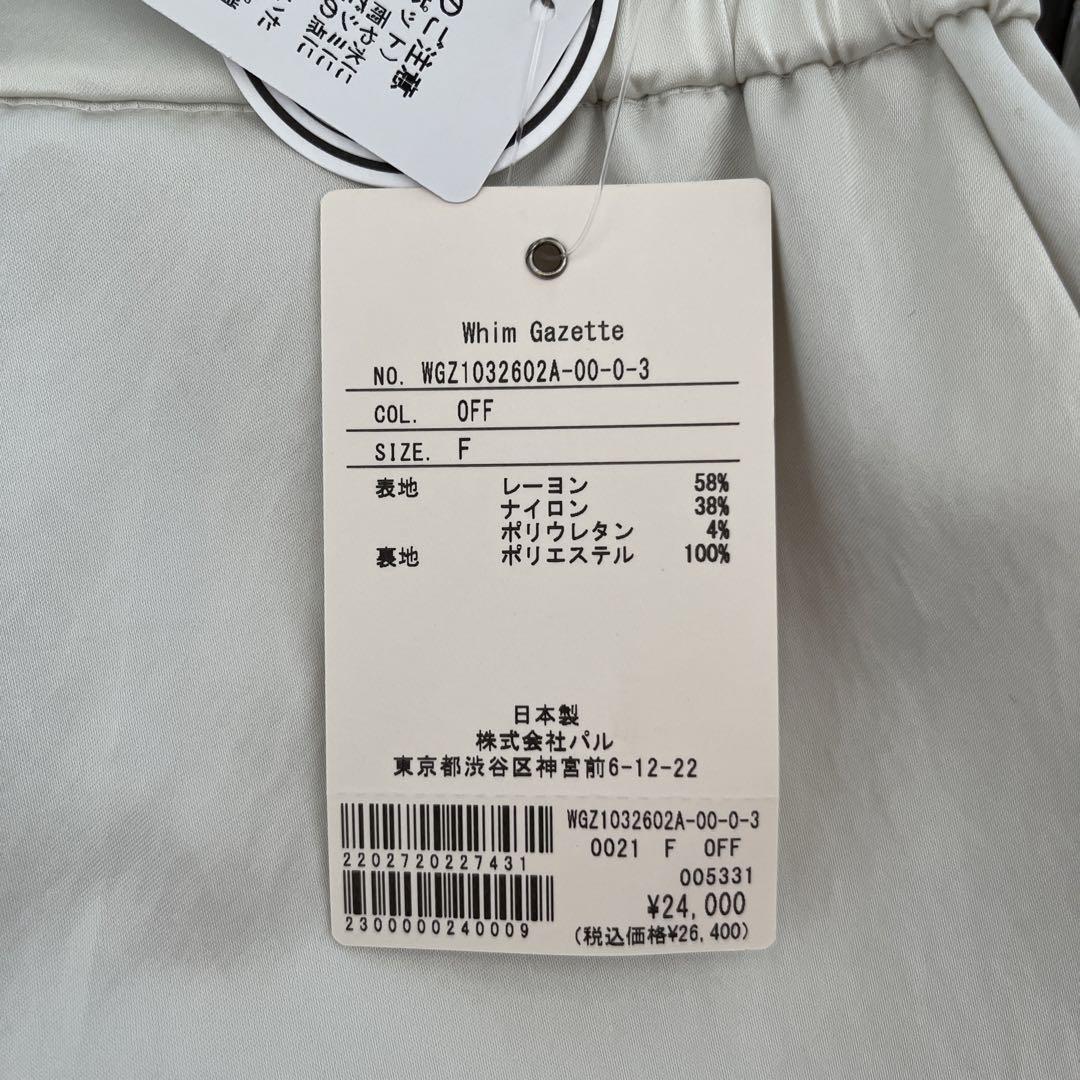 Whim Gazette
NO. WGZ1032602A-00-0-3
COL. OFF
SIZE. F
表地 レーヨン 58%
ナイロン 38%
ポリウレタン 4%
裏地 ポリエステル 100%
日本製
株式会社パル
東京都渋谷区神宮前6-12-22
2202720227431
2300000240009
WGZ1032602A-00-0-3
0021 F OFF
005331
¥24,000
(税込価格¥26,400)